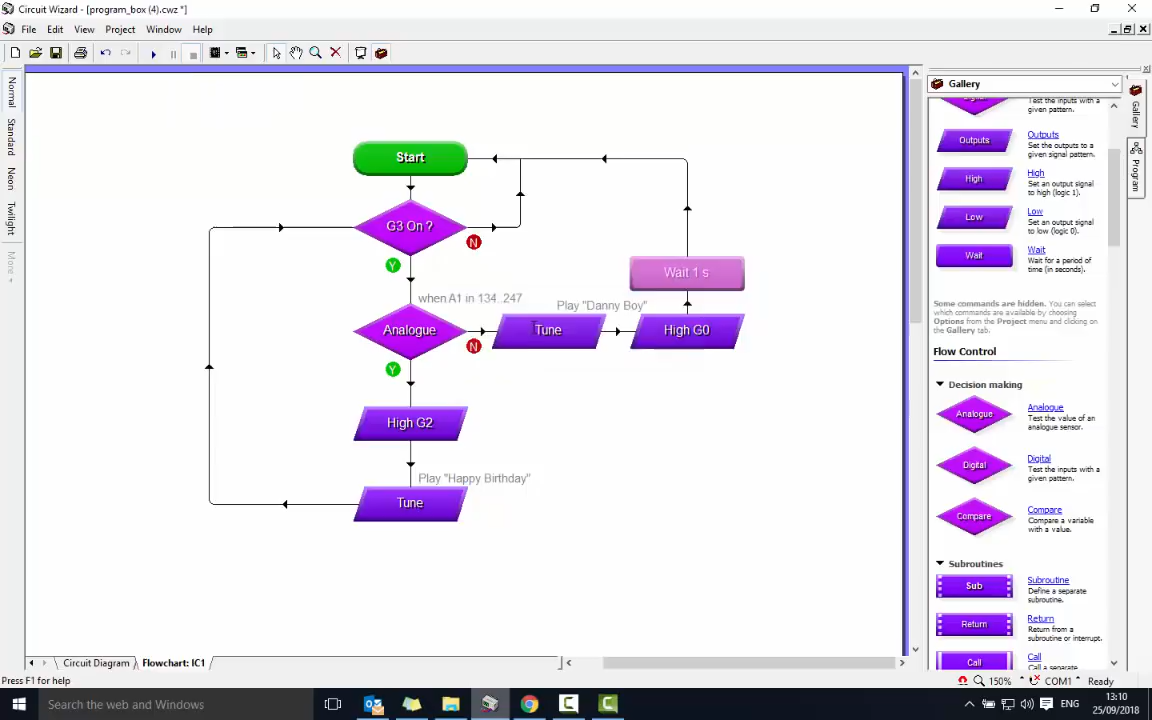 Circuit Wizard - [program_box (4).cwz *]
File Edit View Project Window Help
Normal
Standard
Neon
Twilight
More
Start
G3 On ?
N
Y
when A1 in 134..247
Analogue
N
Y
Play "Danny Boy"
Tune
High G0
Wait 1 s
High G2
Play "Happy Birthday"
Tune
Gallery
Gallery
Program
Test the inputs with a
given pattern.
Outputs
Outputs
Set the outputs to a
given signal pattern.
High
High
Set an output signal
to high (logic 1).
Low
Low
Set an output signal
to low (logic 0).
Wait
Wait
Wait for a period of
time (in seconds).
Some commands are hidden. You can select
which commands are available by choosing
Options from the Project menu and clicking
on the Gallery tab.
Flow Control
Decision making
Analogue
Analogue
Test the value of an
analogue sensor.
Digital
Digital
Test the inputs with a
given pattern.
Compare
Compare
Compare a variable
with a value.
Subroutines
Sub
Subroutine
Define a separate
subroutine.
Return
Return
Return from a
subroutine or interrupt.
Call
Call
Call a separate
Circuit Diagram Flowchart: IC1
Press F1 for help
150% COM1 Ready
Search the web and Windows
ENG
13:10
25/09/2018